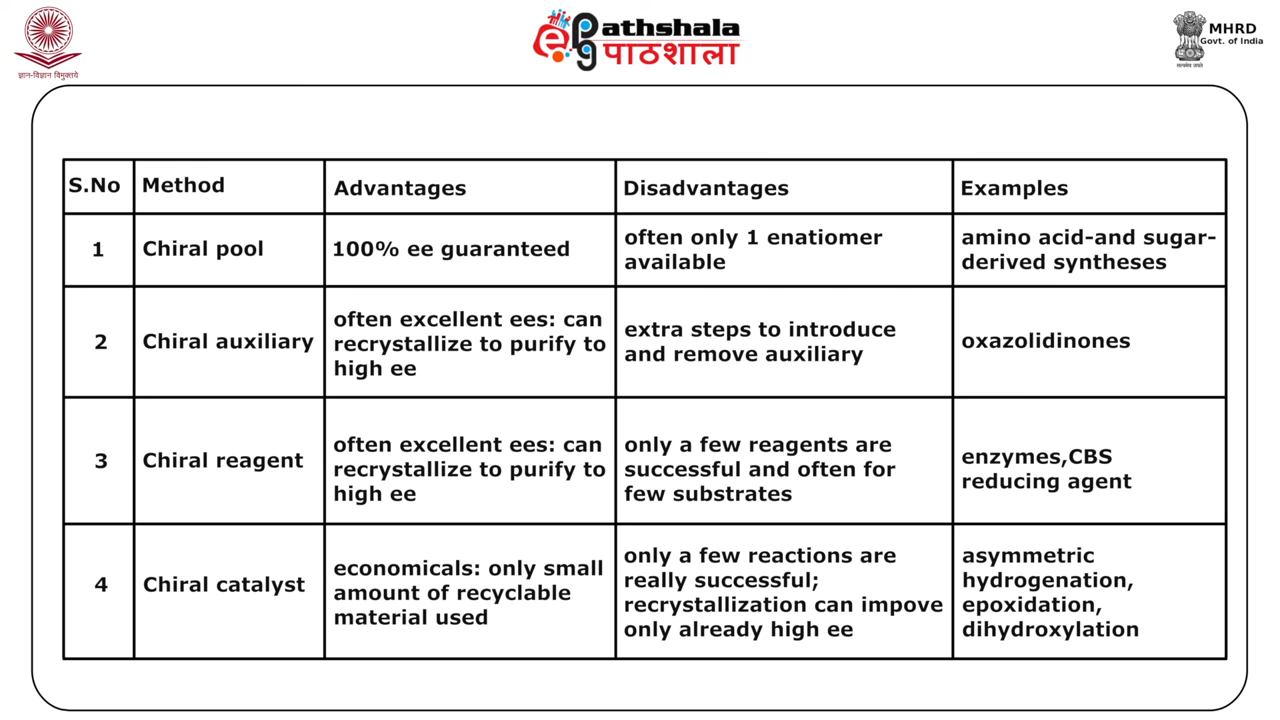 ज्ञान-विज्ञान विमुक्तये
Pathshala
पाठशाला
MHRD
Govt. of India
सत्यमेव जयते
S.No
Method
Advantages
Disadvantages
Examples
1
Chiral pool
100% ee guaranteed
often only 1 enatiomer
available
amino acid-and sugar-
derived syntheses
2
Chiral auxiliary
often excellent ees: can
recrystallize to purify to
high ee
extra steps to introduce
and remove auxiliary
oxazolidinones
3
Chiral reagent
often excellent ees: can
recrystallize to purify to
high ee
only a few reagents are
successful and often for
few substrates
enzymes,CBS
reducing agent
4
Chiral catalyst
economicals: only small
amount of recyclable
material used
only a few reactions are
really successful;
recrystallization can impove
only already high ee
asymmetric
hydrogenation,
epoxidation,
dihydroxylation